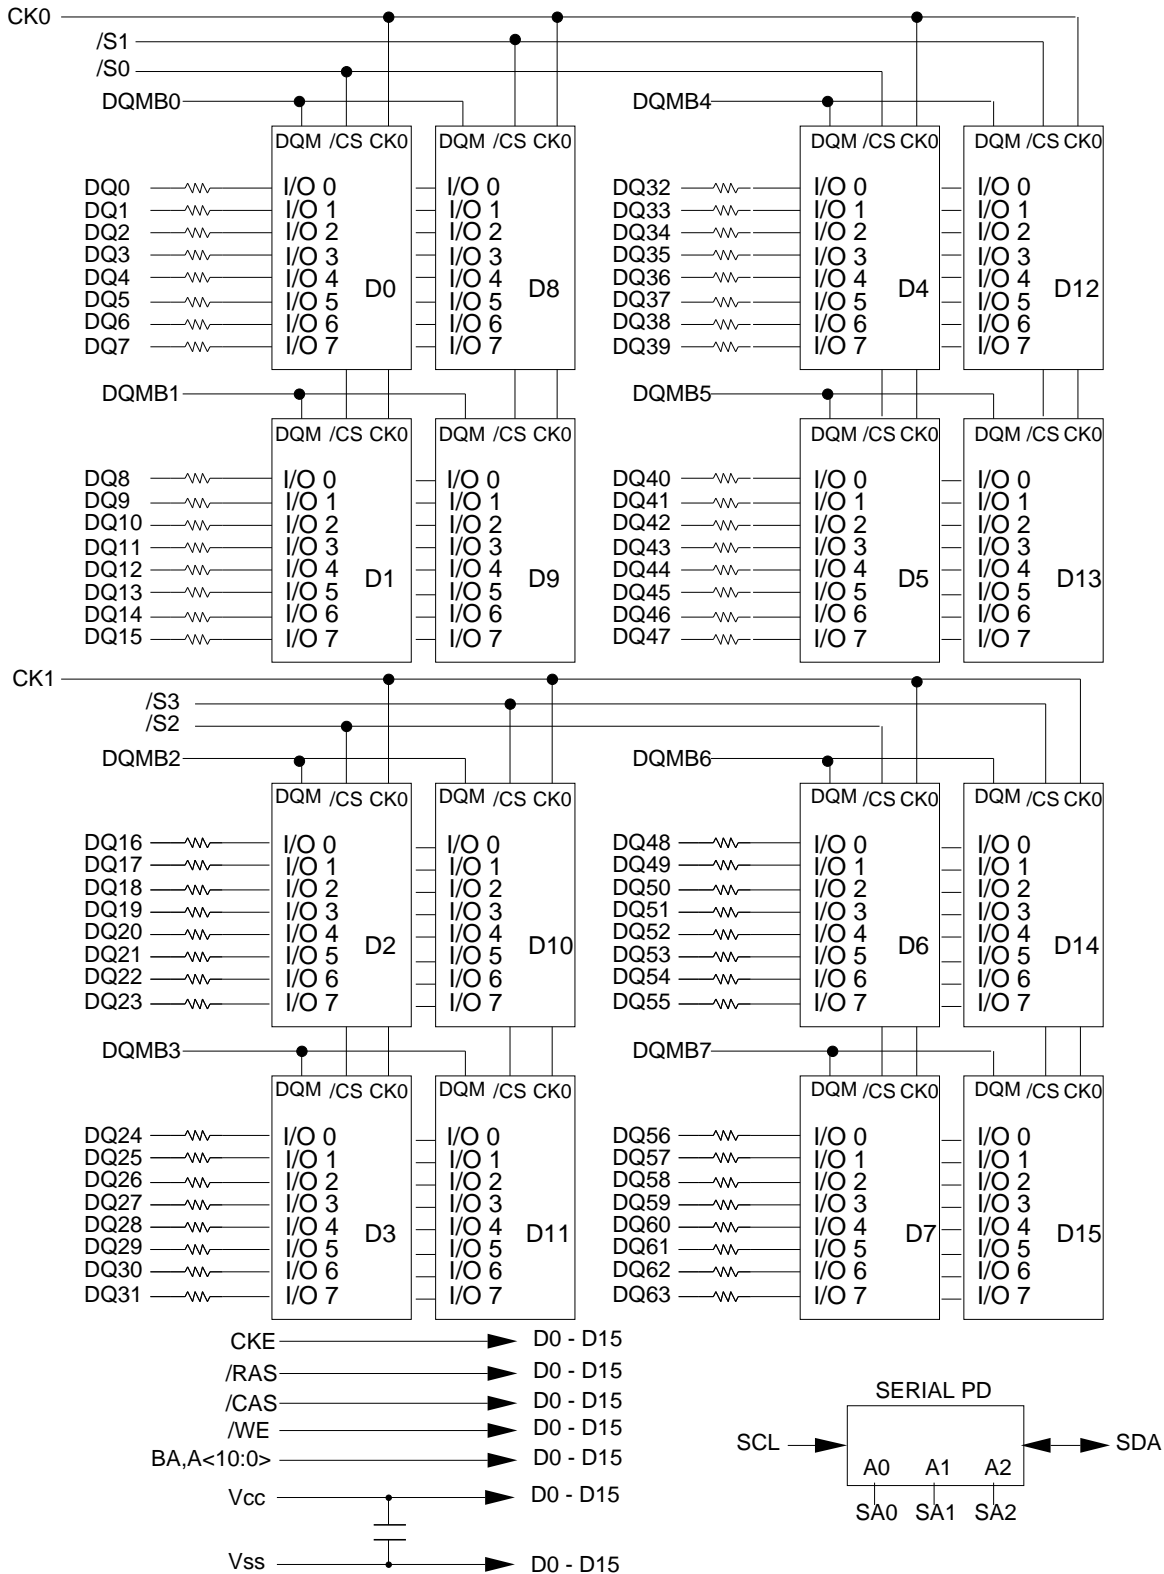 CK0
/S1
/S0
DQMB0 DQMB4
DQM /CS CK0 DQM /CS CK0 DQM /CS CK0 DQM /CS CK0
DQ0 I/O 0 I/O 0 DQ32 I/O 0 I/O 0
DQ1 I/O 1 I/O 1 DQ33 I/O 1 I/O 1
DQ2 I/O 2 I/O 2 DQ34 I/O 2 I/O 2
DQ3 I/O 3 I/O 3 DQ35 I/O 3 I/O 3
DQ4 I/O 4 I/O 4 DQ36 I/O 4 I/O 4
D0 D8 D4 D12
DQ5 I/O 5 I/O 5 DQ37 I/O 5 I/O 5
DQ6 I/O 6 I/O 6 DQ38 I/O 6 I/O 6
DQ7 I/O 7 I/O 7 DQ39 I/O 7 I/O 7
DQMB1 DQMB5
DQM /CS CK0 DQM /CS CK0 DQM /CS CK0 DQM /CS CK0
DQ8 I/O 0 I/O 0 DQ40 I/O 0 I/O 0
DQ9 I/O 1 I/O 1 DQ41 I/O 1 I/O 1
DQ10 I/O 2 I/O 2 DQ42 I/O 2 I/O 2
DQ11 I/O 3 I/O 3 DQ43 I/O 3 I/O 3
DQ12 I/O 4 I/O 4 DQ44 I/O 4 I/O 4
D1 D9 D5 D13
DQ13 I/O 5 I/O 5 DQ45 I/O 5 I/O 5
DQ14 I/O 6 I/O 6 DQ46 I/O 6 I/O 6
DQ15 I/O 7 I/O 7 DQ47 I/O 7 I/O 7
CK1
/S3
/S2
DQMB2 DQMB6
DQM /CS CK0 DQM /CS CK0 DQM /CS CK0 DQM /CS CK0
DQ16 I/O 0 I/O 0 DQ48 I/O 0 I/O 0
DQ17 I/O 1 I/O 1 DQ49 I/O 1 I/O 1
DQ18 I/O 2 I/O 2 DQ50 I/O 2 I/O 2
DQ19 I/O 3 I/O 3 DQ51 I/O 3 I/O 3
DQ20 I/O 4 I/O 4 DQ52 I/O 4 I/O 4
D2 D10 D6 D14
DQ21 I/O 5 I/O 5 DQ53 I/O 5 I/O 5
DQ22 I/O 6 I/O 6 DQ54 I/O 6 I/O 6
DQ23 I/O 7 I/O 7 DQ55 I/O 7 I/O 7
DQMB3 DQMB7
DQM /CS CK0 DQM /CS CK0 DQM /CS CK0 DQM /CS CK0
DQ24 I/O 0 I/O 0 DQ56 I/O 0 I/O 0
DQ25 I/O 1 I/O 1 DQ57 I/O 1 I/O 1
DQ26 I/O 2 I/O 2 DQ58 I/O 2 I/O 2
DQ27 I/O 3 I/O 3 DQ59 I/O 3 I/O 3
DQ28 I/O 4 I/O 4 DQ60 I/O 4 I/O 4
D3 D11 D7 D15
DQ29 I/O 5 I/O 5 DQ61 I/O 5 I/O 5
DQ30 I/O 6 I/O 6 DQ62 I/O 6 I/O 6
DQ31 I/O 7 I/O 7 DQ63 I/O 7 I/O 7
CKE D0 - D15
/RAS D0 - D15
/CAS D0 - D15
/WE D0 - D15
BA,A<10:0> D0 - D15
Vcc D0 - D15
Vss D0 - D15
SERIAL PD
SCL SDA
A0 A1 A2
SA0 SA1 SA2